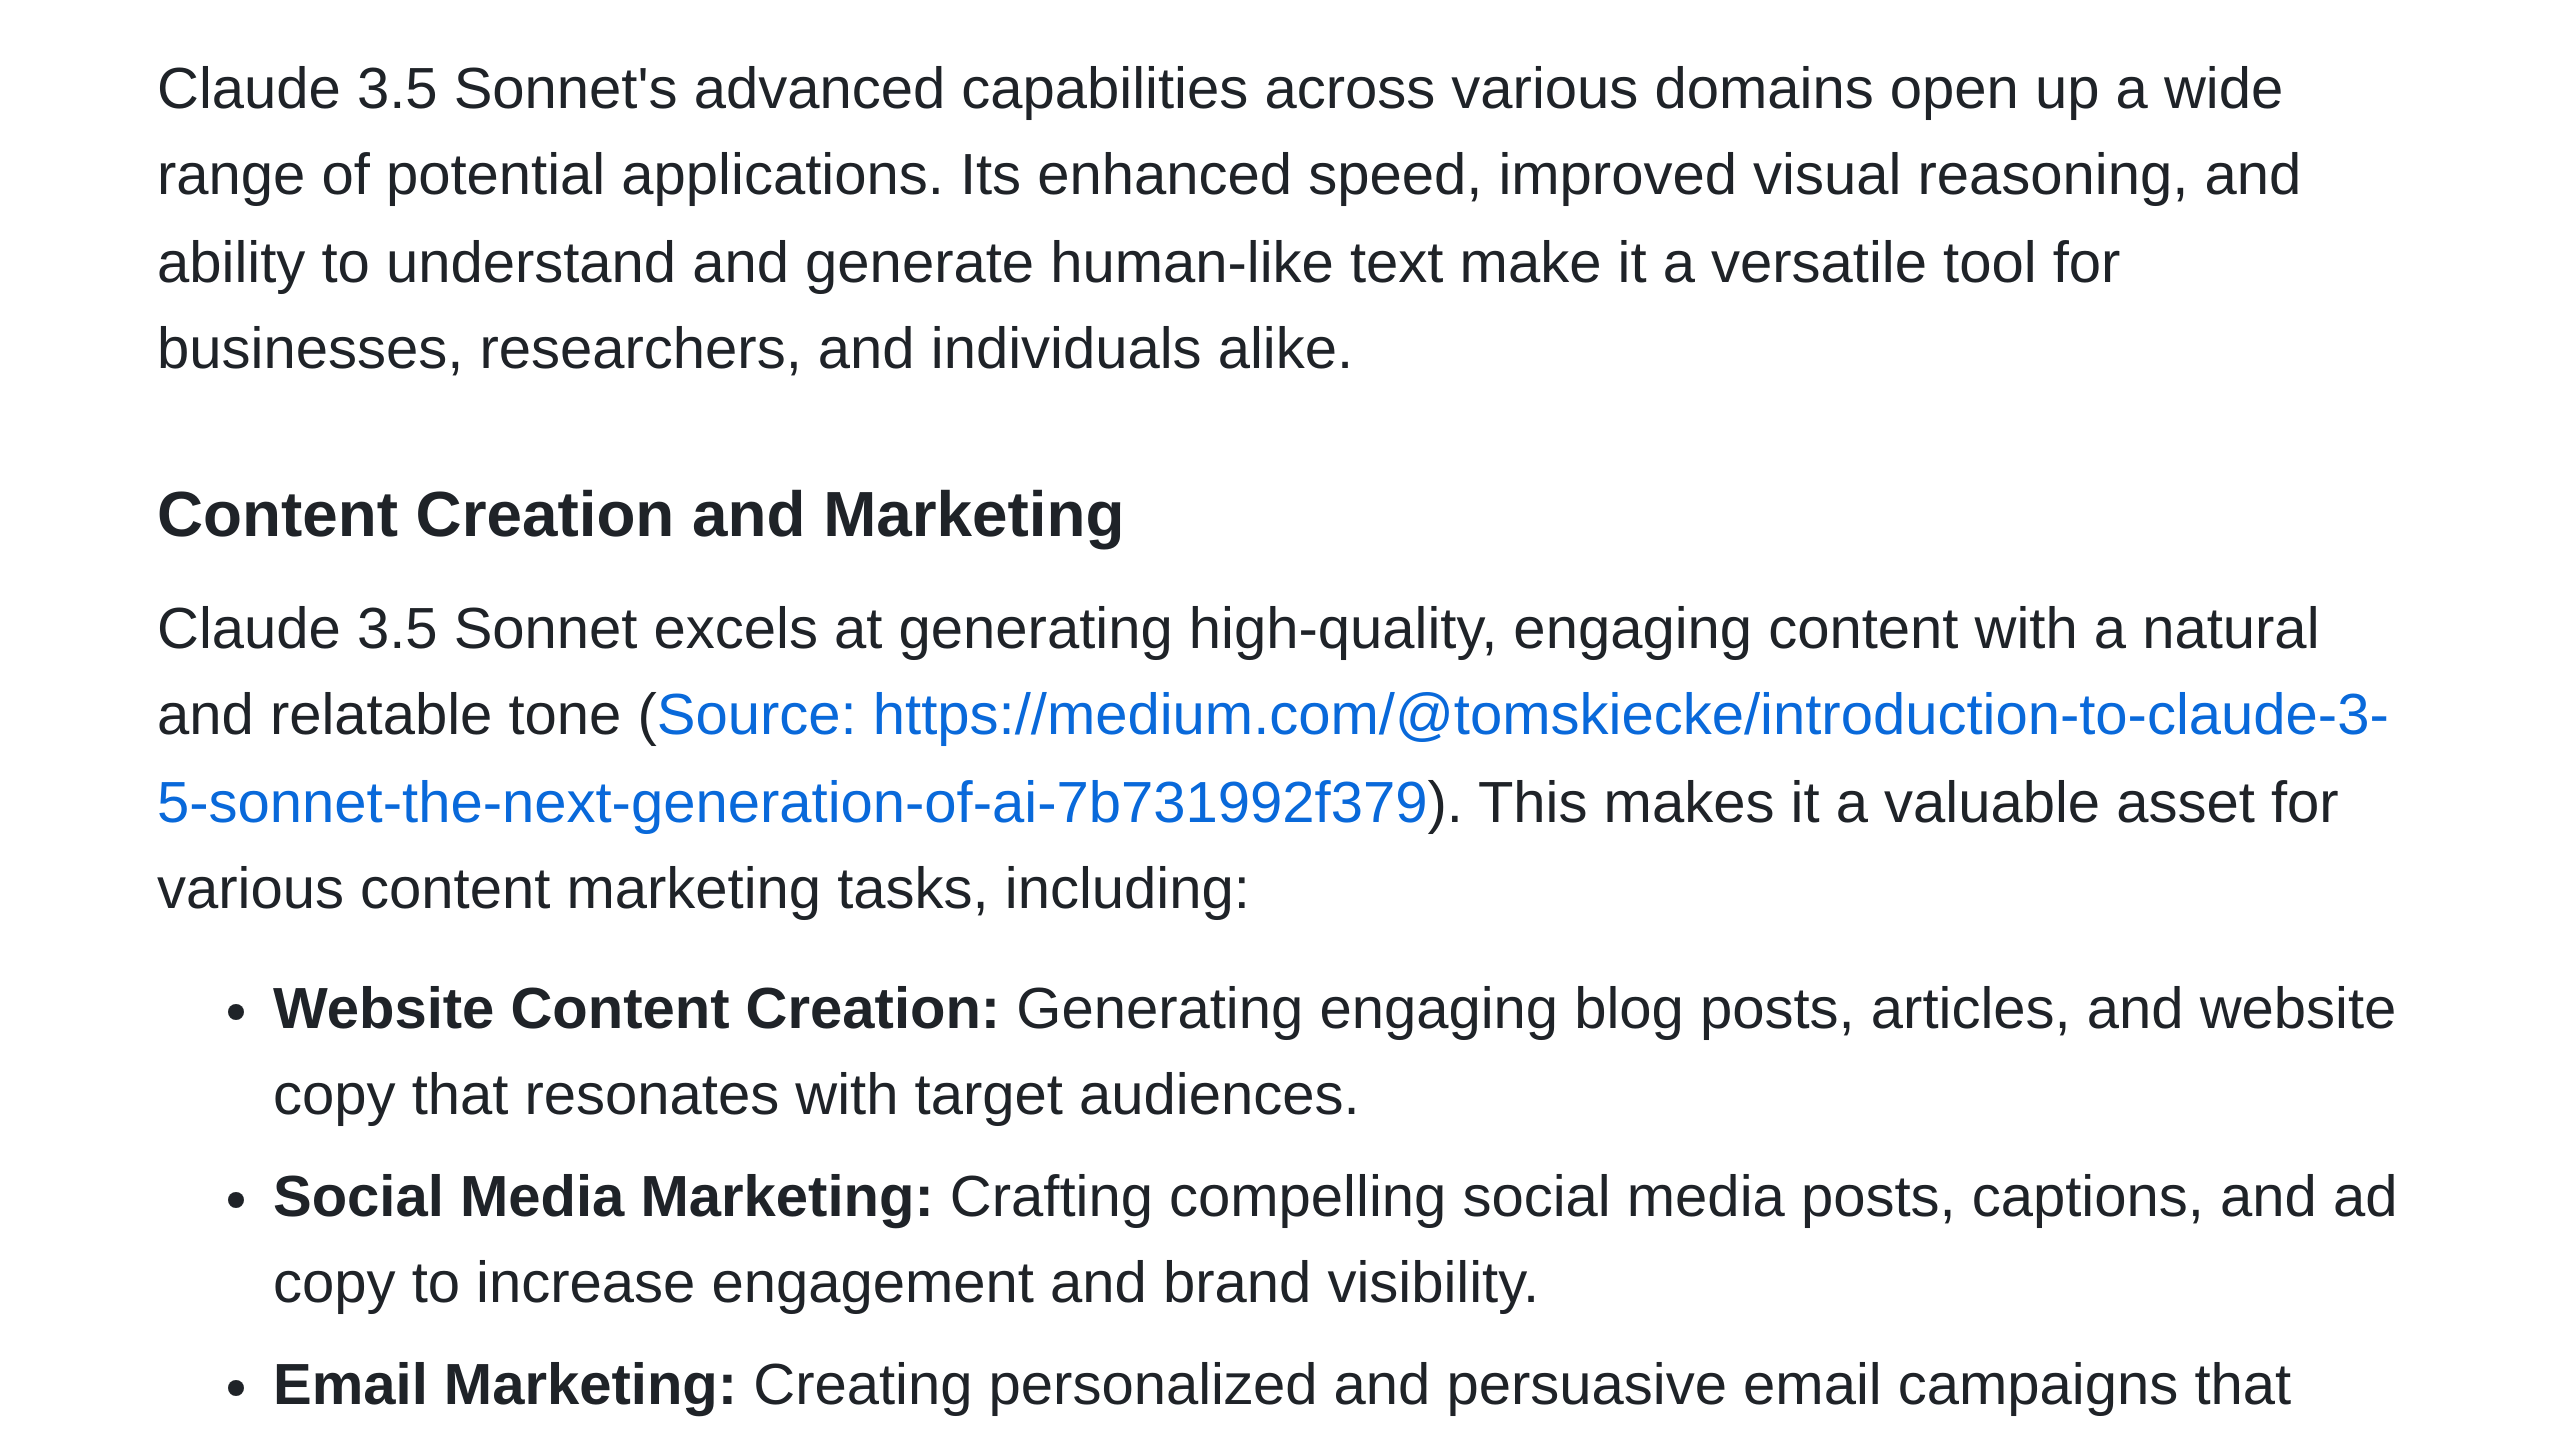 Claude 3.5 Sonnet's advanced capabilities across various domains open up a wide
range of potential applications. Its enhanced speed, improved visual reasoning, and
ability to understand and generate human-like text make it a versatile tool for
businesses, researchers, and individuals alike.
Content Creation and Marketing
Claude 3.5 Sonnet excels at generating high-quality, engaging content with a natural
and relatable tone (Source: https://medium.com/@tomskiecke/introduction-to-claude-3-
5-sonnet-the-next-generation-of-ai-7b731992f379). This makes it a valuable asset for
various content marketing tasks, including:
• Website Content Creation: Generating engaging blog posts, articles, and website
copy that resonates with target audiences.
• Social Media Marketing: Crafting compelling social media posts, captions, and ad
copy to increase engagement and brand visibility.
• Email Marketing: Creating personalized and persuasive email campaigns that